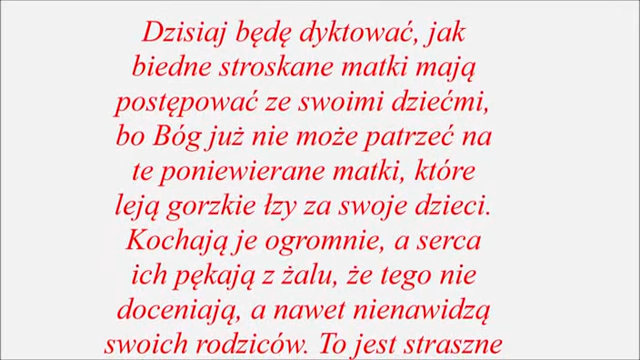 Dzisiaj będę dyktować, jak
biedne stroskane matki mają
postępować ze swoimi dziećmi,
bo Bóg już nie może patrzeć na
te poniewierane matki, które
leją gorzkie łzy za swoje dzieci.
Kochają je ogromnie, a serca
ich pękają z żalu, że tego nie
doceniają, a nawet nienawidzą
swoich rodziców. To jest straszne